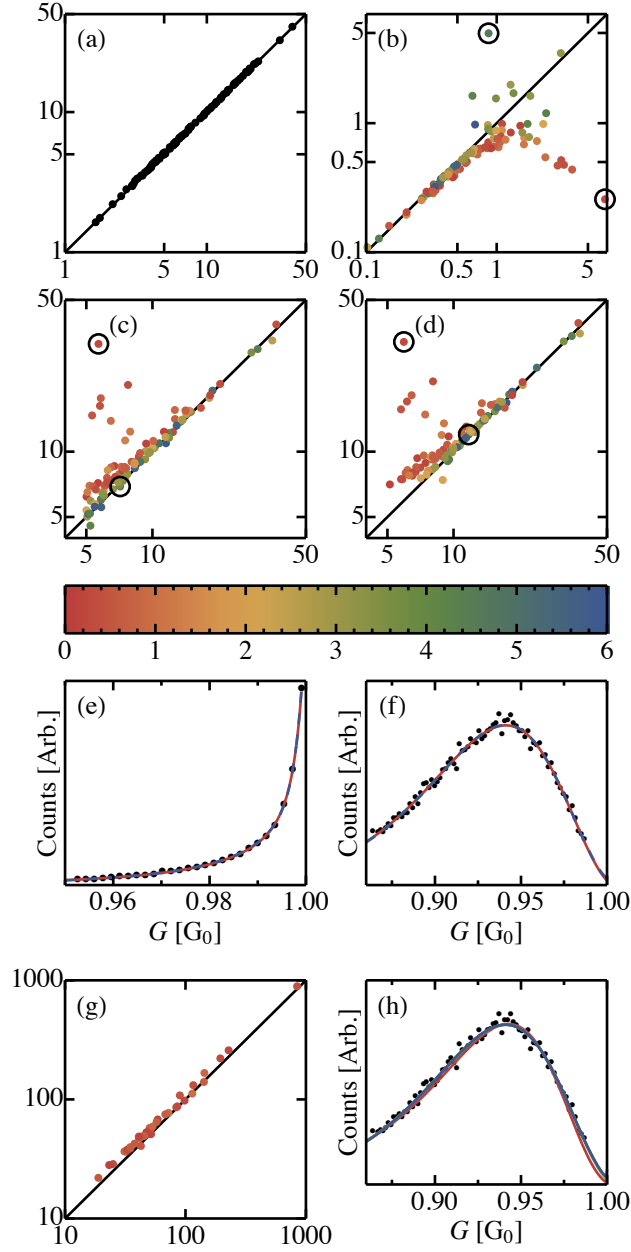 50
(a)
10
5
1
1 5 10 50
5
(b)
1
0.5
0.1
0.1 0.5 1 5
50
(c)
10
5
5 10 50
50
(d)
10
5
5 10 50
0 1 2 3 4 5 6
(e)
Counts [Arb.]
0.96 0.98 1.00
G [G₀]
(f)
Counts [Arb.]
0.90 0.95 1.00
G [G₀]
1000
(g)
100
10
10 100 1000
(h)
Counts [Arb.]
0.90 0.95 1.00
G [G₀]